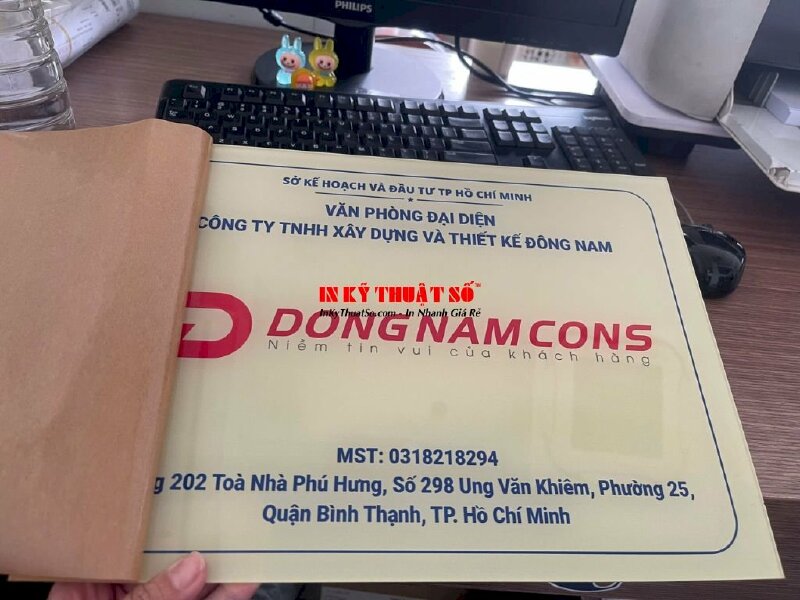 PHILIPS
SỞ KẾ HOẠCH VÀ ĐẦU TƯ TP HỒ CHÍ MINH
VĂN PHÒNG ĐẠI DIỆN
CÔNG TY TNHH XÂY DỰNG VÀ THIẾT KẾ ĐÔNG NAM
IN KỸ THUẬT SỐ
InKyThuatSo.com - In Nhanh Giá Rẻ
DONGNAMCONS
Niềm tin vui của khách hàng
MST: 0318218294
g 202 Toà Nhà Phú Hưng, Số 298 Ung Văn Khiêm, Phường 25,
Quận Bình Thạnh, TP. Hồ Chí Minh